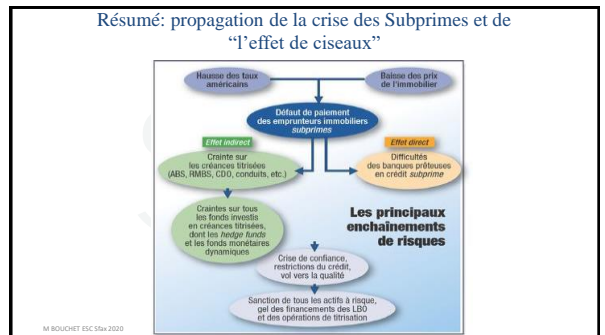 Résumé: propagation de la crise des Subprimes et de
“l’effet de ciseaux”
Hausse des taux
américains
Baisse des prix
de l'immobilier
Défaut de paiement
des emprunteurs immobiliers
subprimes
Effet indirect
Effet direct
Crainte sur
les créances titrisées
(ABS, RMBS, CDO, conduits, etc.)
Difficultés
des banques prêteuses
en crédit subprime
Craintes sur tous
les fonds investis
en créances titrisées,
dont les hedge funds
et les fonds monétaires
dynamiques
Les principaux
enchaînements
de risques
Crise de confiance,
restrictions du crédit,
vol vers la qualité
Sanction de tous les actifs à risque,
gel des financements des LBO
et des opérations de titrisation
M BOUCHET ESC Sfax 2020